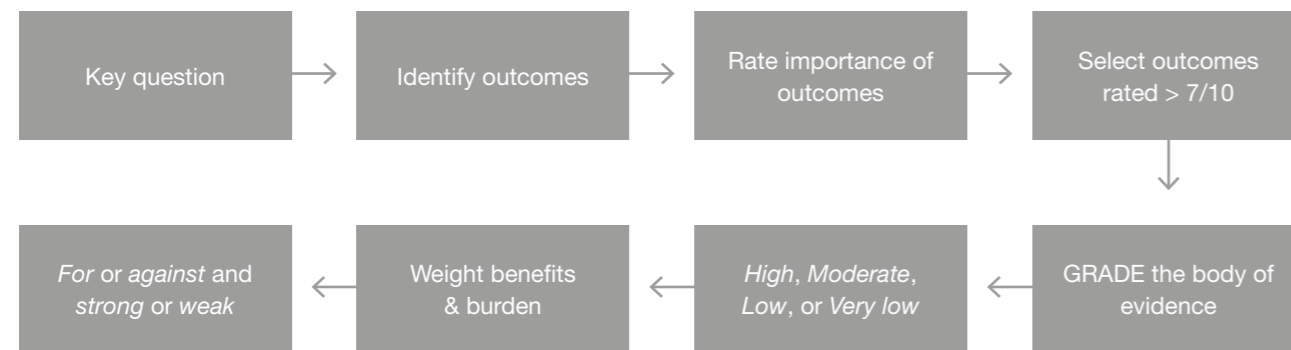 Key question
Identify outcomes
Rate importance of
outcomes
Select outcomes
rated > 7/10
GRADE the body of
evidence
High, Moderate,
Low, or Very low
Weight benefits
& burden
For or against and
strong or weak